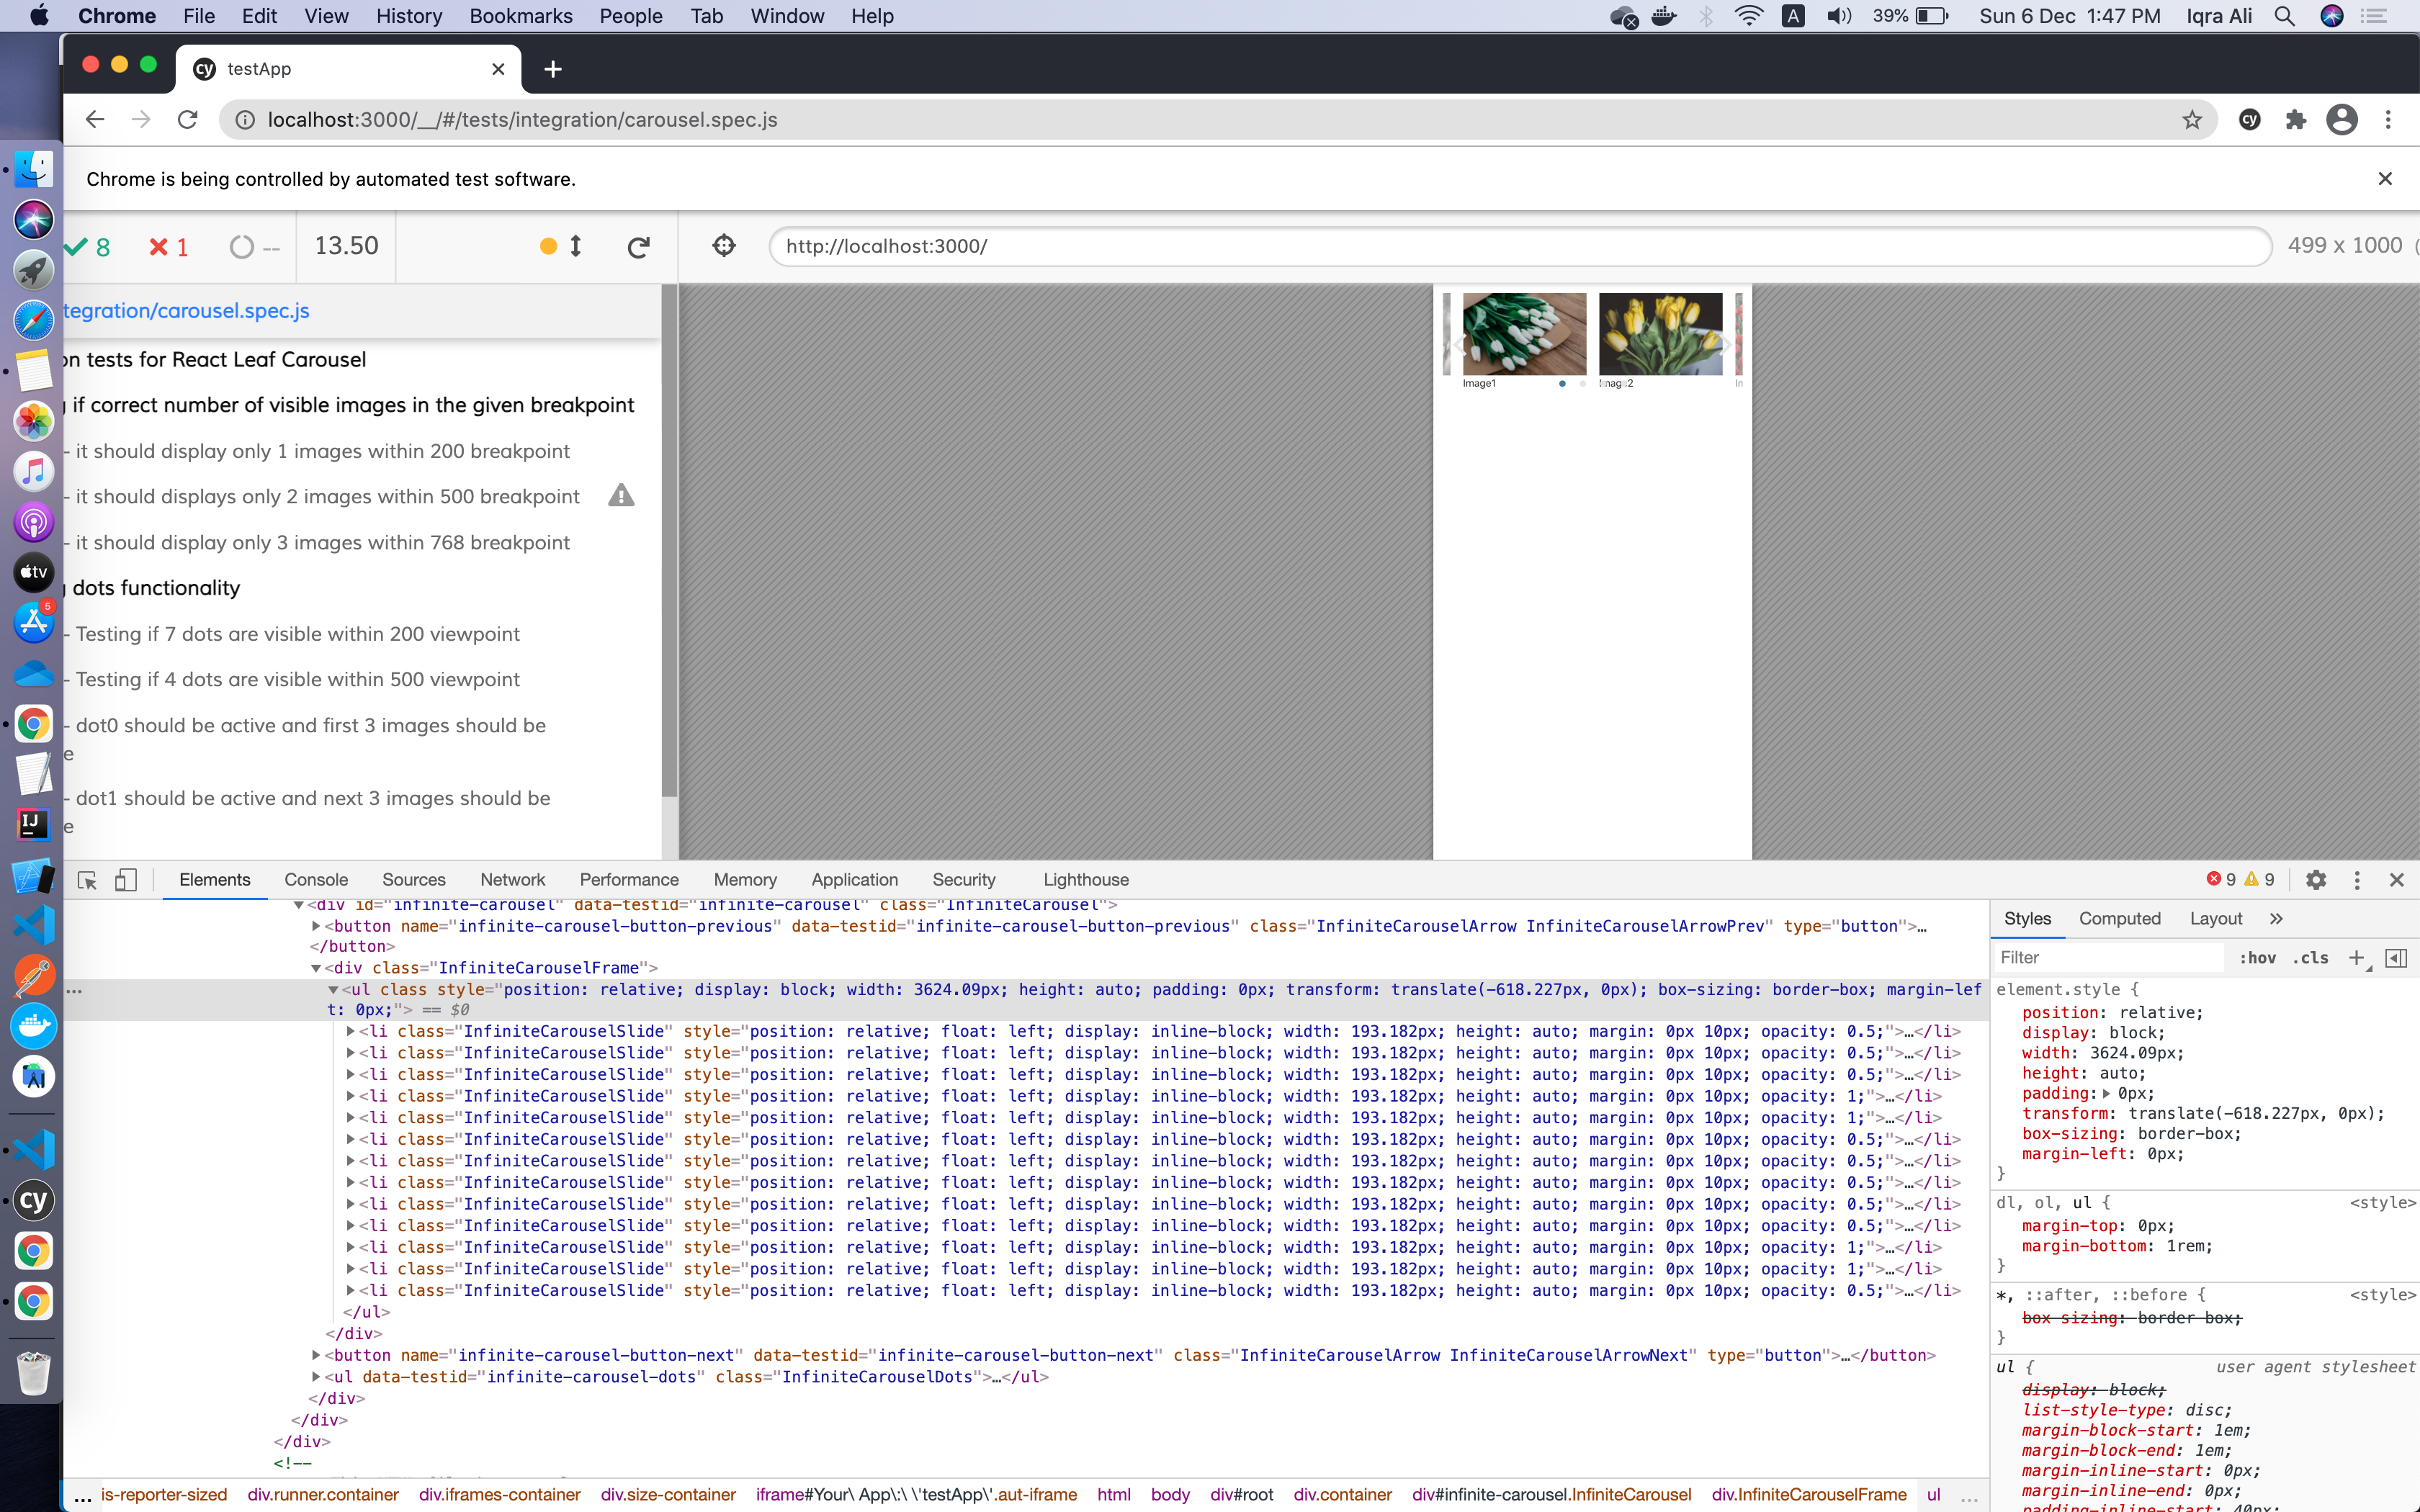 Chrome File Edit View History Bookmarks People Tab Window Help A 39% Sun 6 Dec 1:47 PM Iqra Ali
cy testApp
localhost:3000/__/#/tests/integration/carousel.spec.js cy
Chrome is being controlled by automated test software.
8 1 -- 13.50 http://localhost:3000/ 499 x 1000 (
tegration/carousel.spec.js
on tests for React Leaf Carousel
if correct number of visible images in the given breakpoint
- it should display only 1 images within 200 breakpoint
- it should displays only 2 images within 500 breakpoint
- it should display only 3 images within 768 breakpoint
dots functionality
- Testing if 7 dots are visible within 200 viewpoint
- Testing if 4 dots are visible within 500 viewpoint
- dot0 should be active and first 3 images should be
e
- dot1 should be active and next 3 images should be
e
Image1 Image2 In
tv
5
IJ
cy
Elements Console Sources Network Performance Memory Application Security Lighthouse 9 9
<div id="infinite-carousel" data-testid="infinite-carousel" class="InfiniteCarousel">
<button name="infinite-carousel-button-previous" data-testid="infinite-carousel-button-previous" class="InfiniteCarouselArrow InfiniteCarouselArrowPrev" type="button">…
</button>
<div class="InfiniteCarouselFrame">
… <ul class style="position: relative; display: block; width: 3624.09px; height: auto; padding: 0px; transform: translate(-618.227px, 0px); box-sizing: border-box; margin-lef
t: 0px;"> == $0
<li class="InfiniteCarouselSlide" style="position: relative; float: left; display: inline-block; width: 193.182px; height: auto; margin: 0px 10px; opacity: 0.5;">…</li>
<li class="InfiniteCarouselSlide" style="position: relative; float: left; display: inline-block; width: 193.182px; height: auto; margin: 0px 10px; opacity: 0.5;">…</li>
<li class="InfiniteCarouselSlide" style="position: relative; float: left; display: inline-block; width: 193.182px; height: auto; margin: 0px 10px; opacity: 0.5;">…</li>
<li class="InfiniteCarouselSlide" style="position: relative; float: left; display: inline-block; width: 193.182px; height: auto; margin: 0px 10px; opacity: 1;">…</li>
<li class="InfiniteCarouselSlide" style="position: relative; float: left; display: inline-block; width: 193.182px; height: auto; margin: 0px 10px; opacity: 1;">…</li>
<li class="InfiniteCarouselSlide" style="position: relative; float: left; display: inline-block; width: 193.182px; height: auto; margin: 0px 10px; opacity: 0.5;">…</li>
<li class="InfiniteCarouselSlide" style="position: relative; float: left; display: inline-block; width: 193.182px; height: auto; margin: 0px 10px; opacity: 0.5;">…</li>
<li class="InfiniteCarouselSlide" style="position: relative; float: left; display: inline-block; width: 193.182px; height: auto; margin: 0px 10px; opacity: 0.5;">…</li>
<li class="InfiniteCarouselSlide" style="position: relative; float: left; display: inline-block; width: 193.182px; height: auto; margin: 0px 10px; opacity: 0.5;">…</li>
<li class="InfiniteCarouselSlide" style="position: relative; float: left; display: inline-block; width: 193.182px; height: auto; margin: 0px 10px; opacity: 0.5;">…</li>
<li class="InfiniteCarouselSlide" style="position: relative; float: left; display: inline-block; width: 193.182px; height: auto; margin: 0px 10px; opacity: 1;">…</li>
<li class="InfiniteCarouselSlide" style="position: relative; float: left; display: inline-block; width: 193.182px; height: auto; margin: 0px 10px; opacity: 1;">…</li>
<li class="InfiniteCarouselSlide" style="position: relative; float: left; display: inline-block; width: 193.182px; height: auto; margin: 0px 10px; opacity: 0.5;">…</li>
</ul>
</div>
<button name="infinite-carousel-button-next" data-testid="infinite-carousel-button-next" class="InfiniteCarouselArrow InfiniteCarouselArrowNext" type="button">…</button>
<ul data-testid="infinite-carousel-dots" class="InfiniteCarouselDots">…</ul>
</div>
</div>
</div>
<!--
… is-reporter-sized div.runner.container div.iframes-container div.size-container iframe#Your\ App\:\ \'testApp\'.aut-iframe html body div#root div.container div#infinite-carousel.InfiniteCarousel div.InfiniteCarouselFrame ul …
Styles Computed Layout »
Filter :hov .cls +
element.style {
position: relative;
display: block;
width: 3624.09px;
height: auto;
padding: 0px;
transform: translate(-618.227px, 0px);
box-sizing: border-box;
margin-left: 0px;
}
dl, ol, ul { <style>
margin-top: 0px;
margin-bottom: 1rem;
}
*, ::after, ::before { <style>
box-sizing: border-box;
}
ul { user agent stylesheet
display: block;
list-style-type: disc;
margin-block-start: 1em;
margin-block-end: 1em;
margin-inline-start: 0px;
margin-inline-end: 0px;
padding-inline-start: 40px;